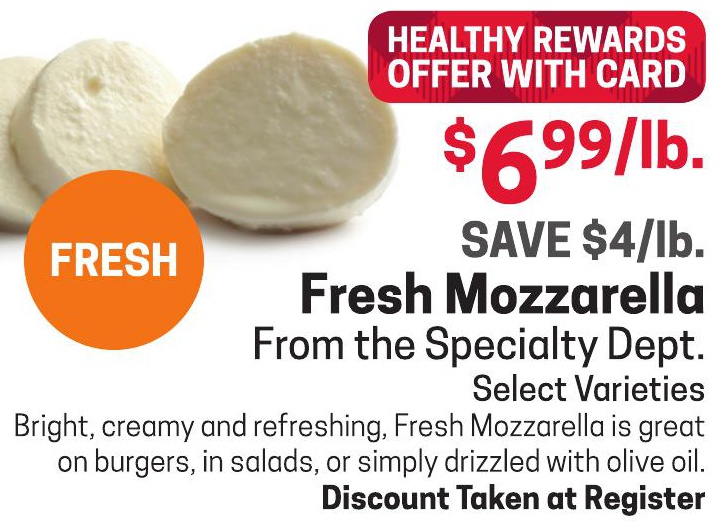 HEALTHY REWARDS
OFFER WITH CARD
$6.99/lb.
SAVE $4/lb.
FRESH
Fresh Mozzarella
From the Specialty Dept.
Select Varieties
Bright, creamy and refreshing, Fresh Mozzarella is great
on burgers, in salads, or simply drizzled with olive oil.
Discount Taken at Register